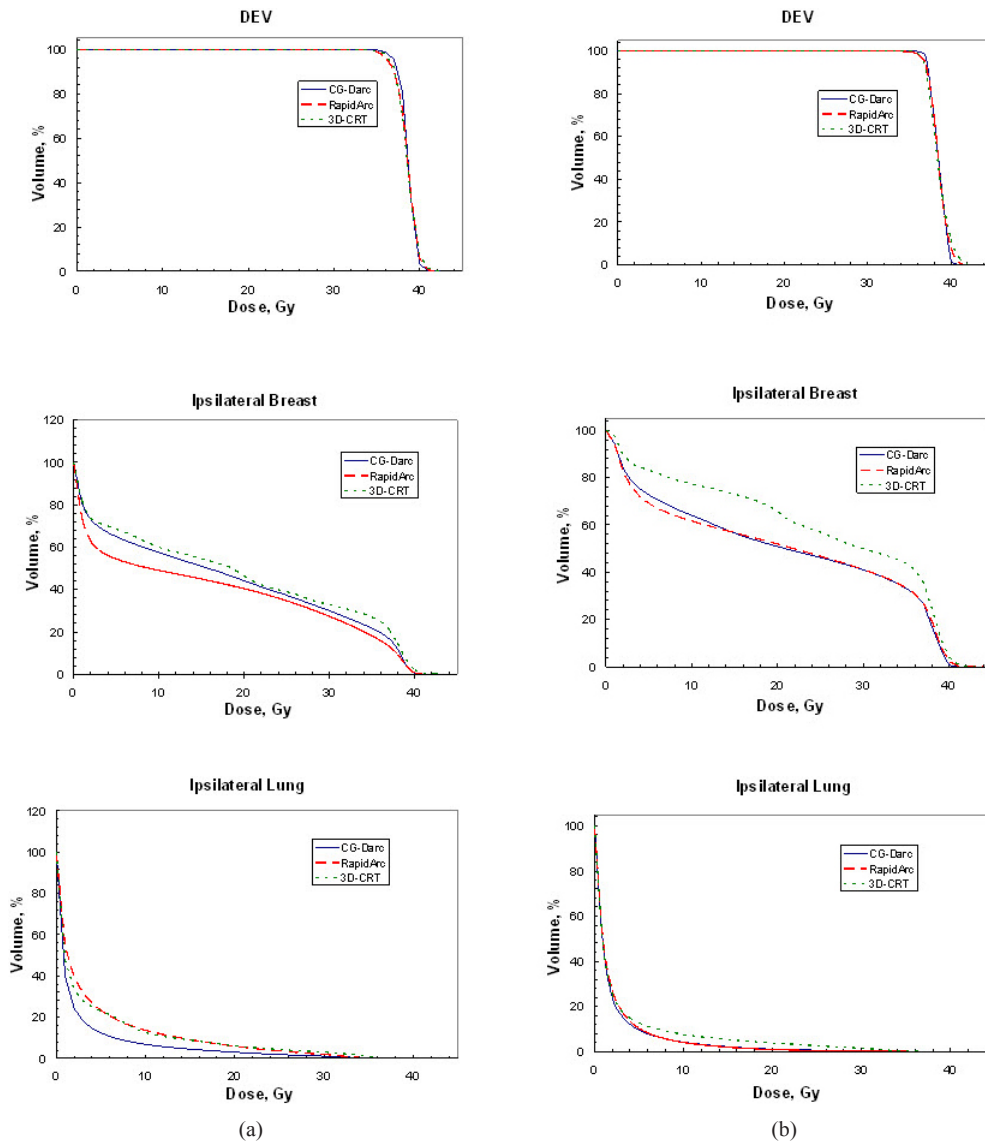 DEV
100
80
60
40
20
0
Volume, %
CG-Darc
RapidArc
3D-CRT
0 10 20 30 40
Dose, Gy
DEV
100
80
60
40
20
0
Volume, %
CG-Darc
RapidArc
3D-CRT
0 10 20 30 40
Dose, Gy
Ipsilateral Breast
120
100
80
60
40
20
0
Volume, %
CG-Darc
RapidArc
3D-CRT
0 10 20 30 40
Dose, Gy
Ipsilateral Breast
100
80
60
40
20
0
Volume, %
CG-Darc
RapidArc
3D-CRT
0 10 20 30 40
Dose, Gy
Ipsilateral Lung
120
100
80
60
40
20
0
Volume, %
CG-Darc
RapidArc
3D-CRT
0 10 20 30 40
Dose, Gy
Ipsilateral Lung
100
80
60
40
20
0
Volume, %
CG-Darc
RapidArc
3D-CRT
0 10 20 30 40
Dose, Gy
(a) (b)